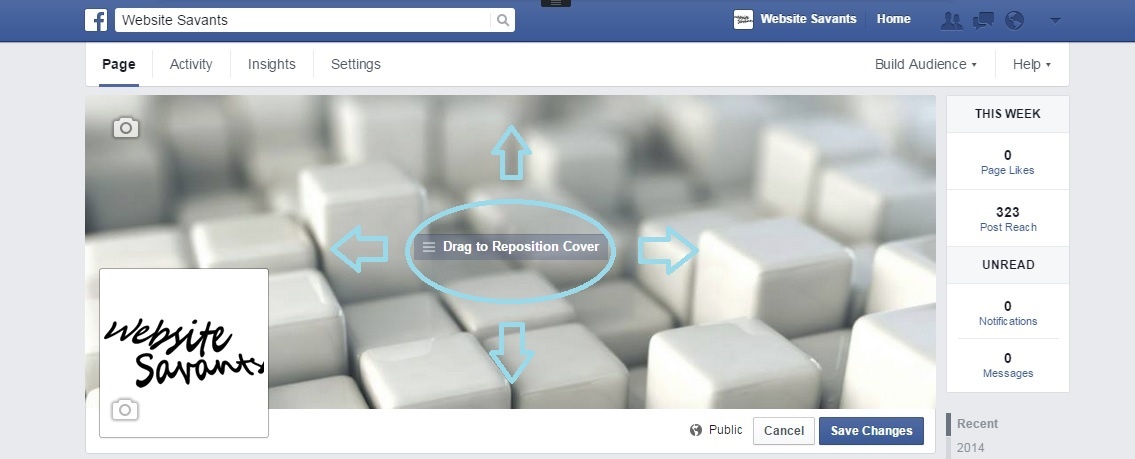 Website Savants
Website Savants Home
Page Activity Insights Settings Build Audience Help
THIS WEEK
0
Page Likes
323
Post Reach
UNREAD
0
Notifications
0
Messages
Drag to Reposition Cover
Website
Savants
Public Cancel Save Changes
Recent
2014